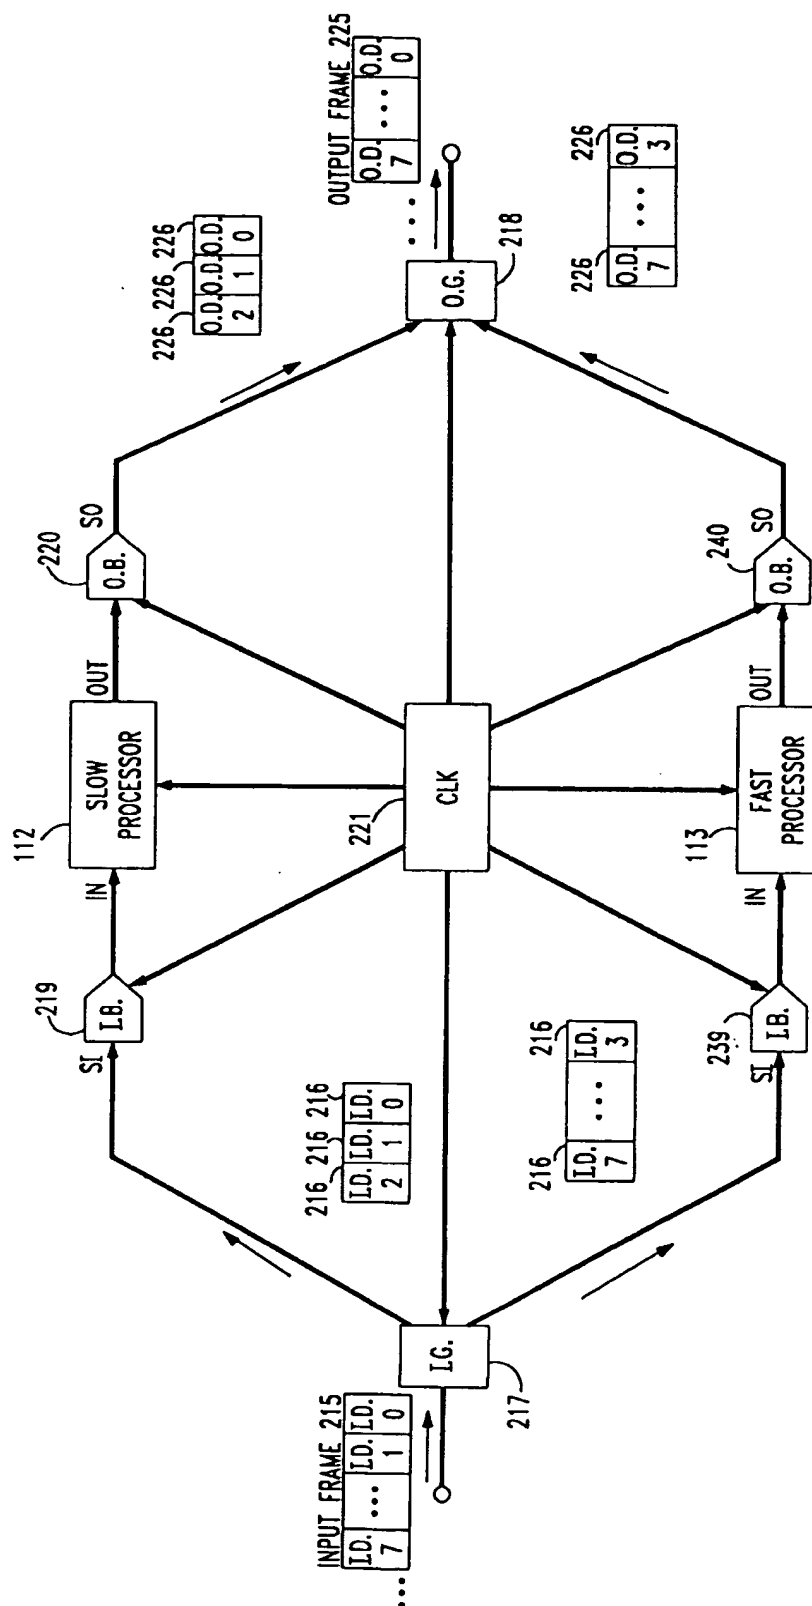 INPUT FRAME 215
... I.D. ... I.D. I.D.
7 1 0
I.G.
217
216 216 216
I.D. I.D. I.D.
2 1 0
216 216
I.D. ... I.D.
7 3
SI
219
I.B.
IN
112
SLOW
PROCESSOR
OUT
220
O.B.
SO
221
CLK
SI
239
I.B.
IN
113
FAST
PROCESSOR
OUT
240
O.B.
SO
226 226 226
O.D. O.D. O.D.
2 1 0
226 226
O.D. ... O.D.
7 3
O.G.
218
OUTPUT FRAME 225
... O.D. ... O.D.
7 0